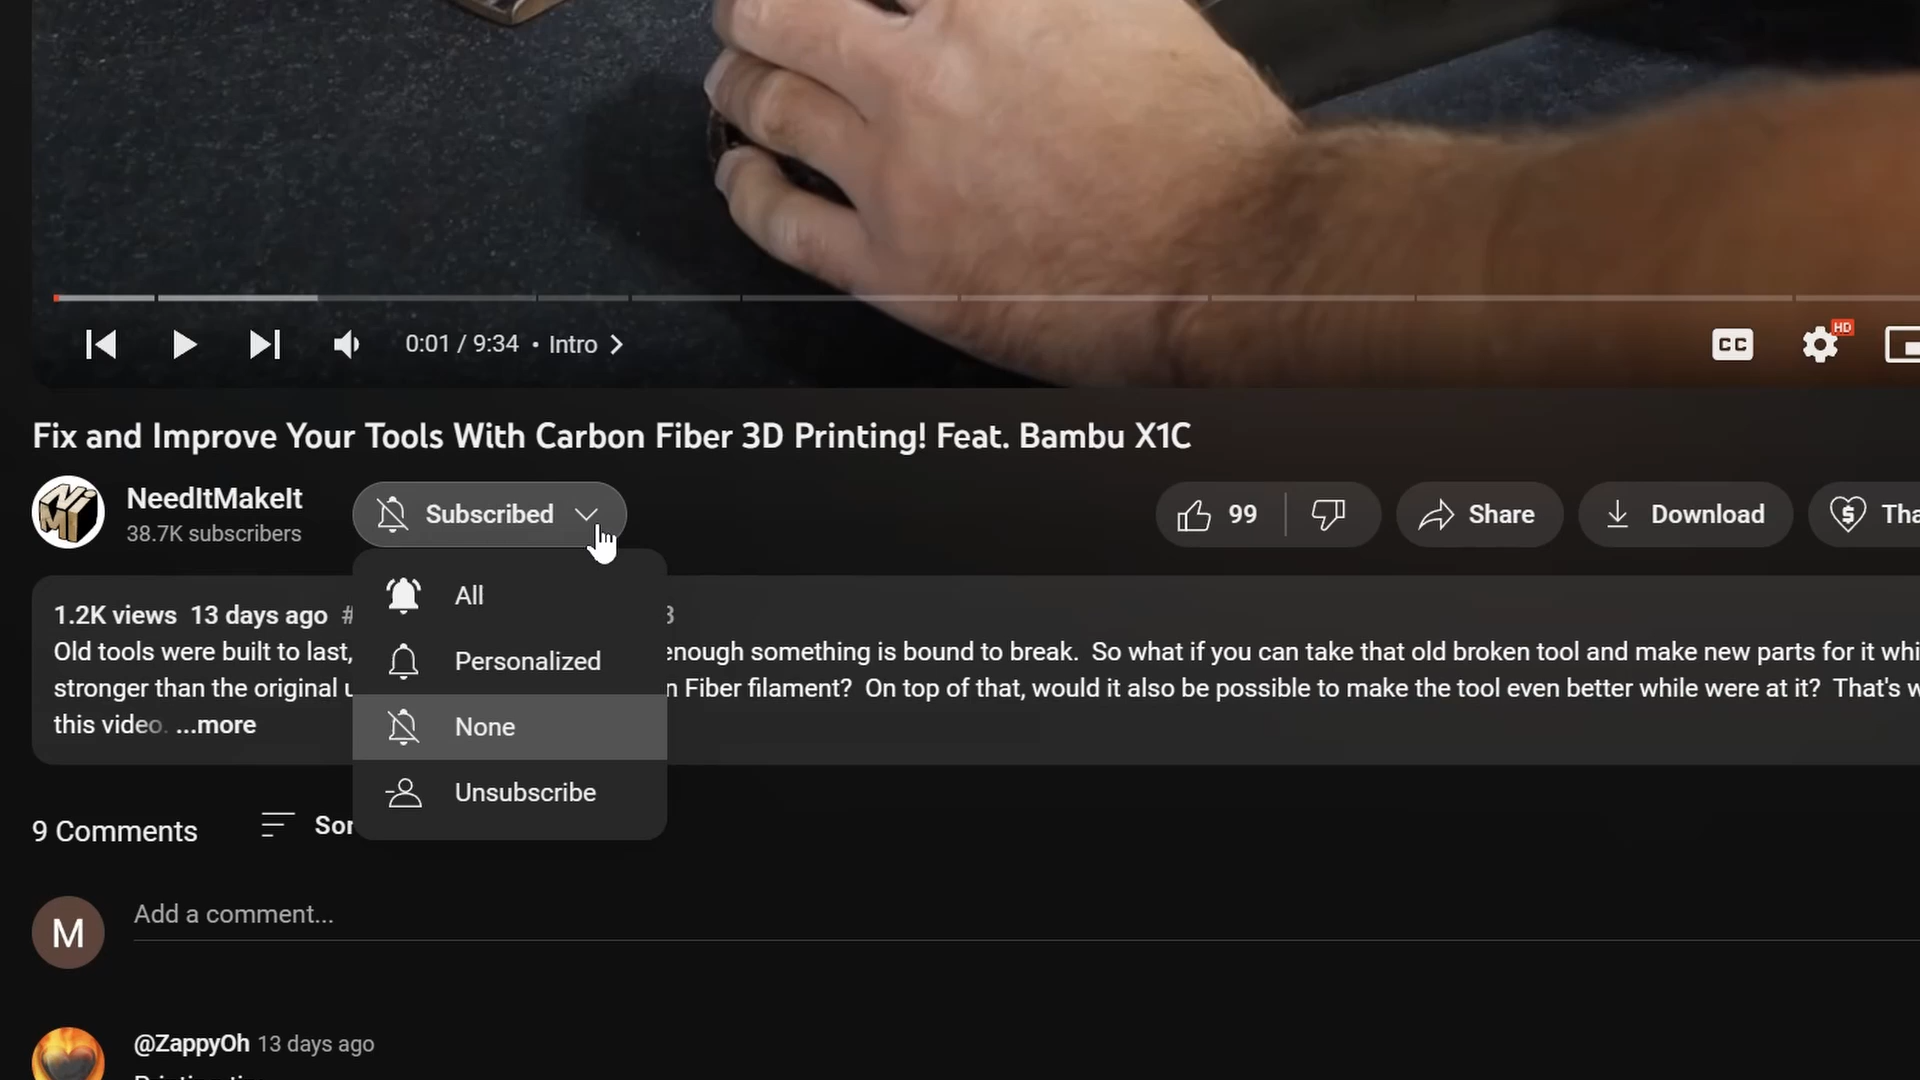 0:01 / 9:34 • Intro
CC
HD
Fix and Improve Your Tools With Carbon Fiber 3D Printing! Feat. Bambu X1C
NeedItMakeIt
38.7K subscribers
Subscribed
99
Share
Download
All
Personalized
None
Unsubscribe
1.2K views 13 days ago #
Old tools were built to last, enough something is bound to break. So what if you can take that old broken tool and make new parts for it
stronger than the original n Fiber filament? On top of that, would it also be possible to make the tool even better while were at it? That's
this video. ...more
9 Comments
M
Add a comment...
@ZappyOh 13 days ago